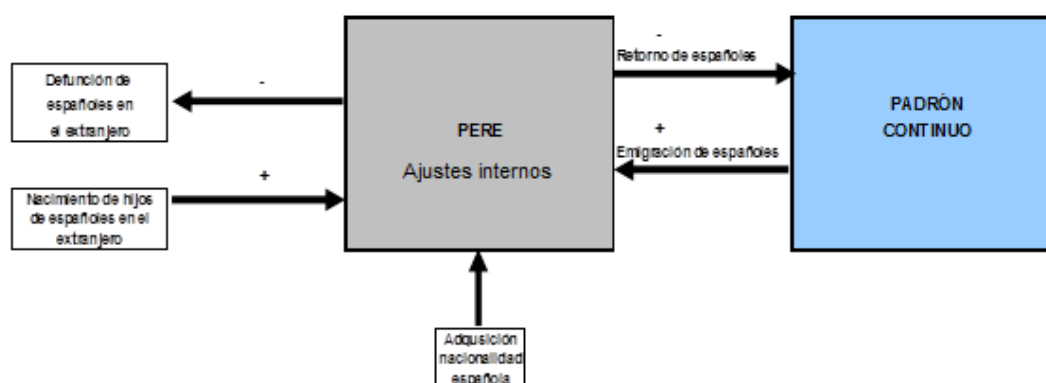 Defunción de
españoles en
el extranjero
-
+
Nacimiento de hijos
de españoles en el
extranjero
PERE
Ajustes internos
-
Retorno de españoles
+
Emigración de españoles
PADRÓN
CONTINUO
Adqusición
nacionalidad
española